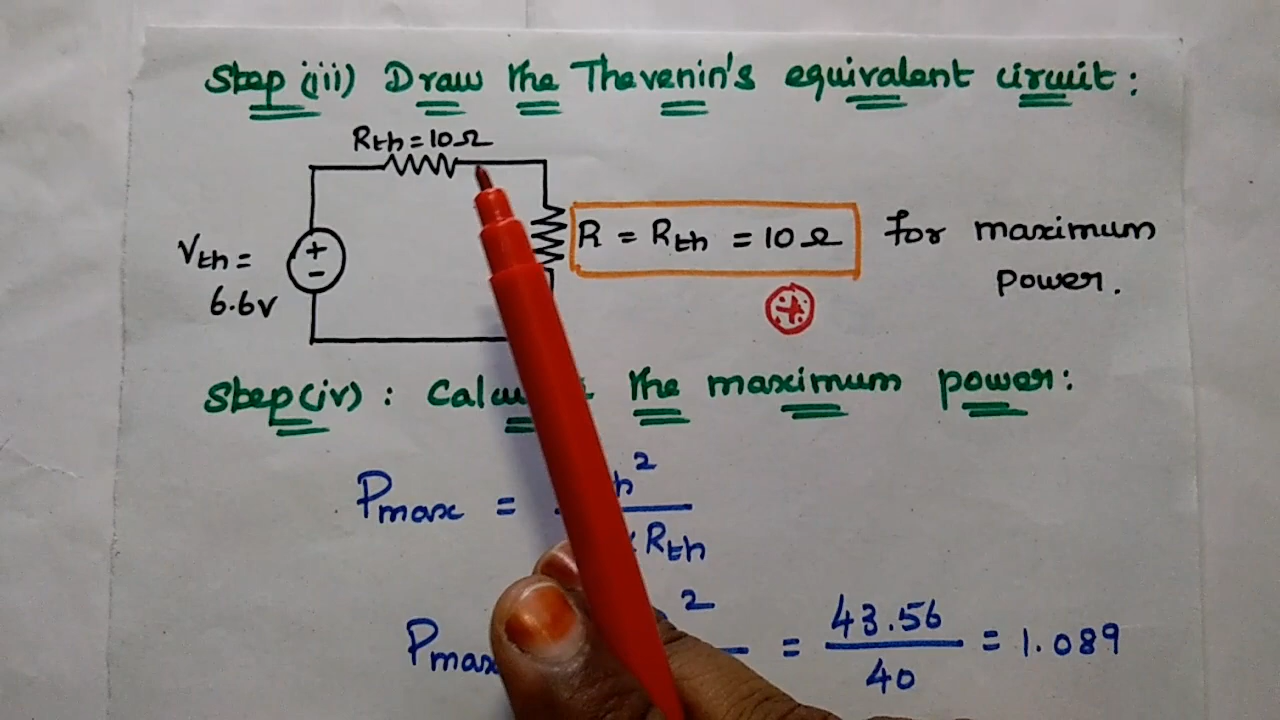 Step (iii) Draw the Thevenin's equivalent circuit:
Rth = 10Ω
Vth =
6.6V
R = Rth = 10Ω for maximum
power.
Step (iv) : the maximum power:
Pmax = ²
Rth
Pmax ² = 43.56 / 40 = 1.089